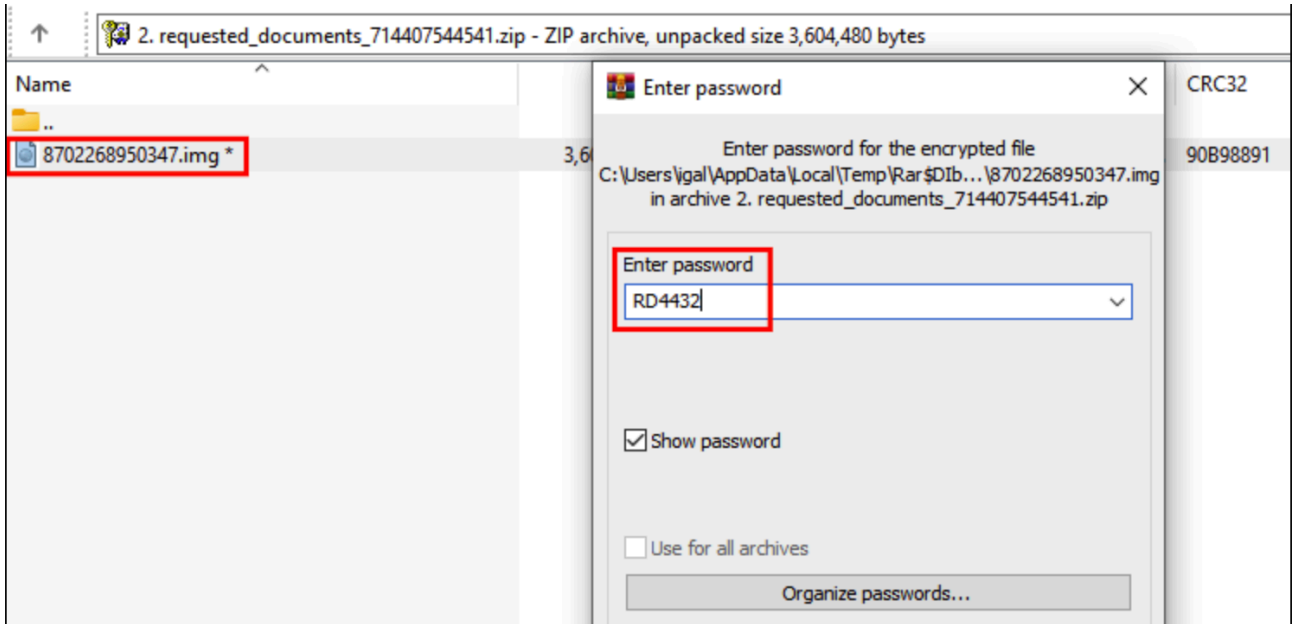 2. requested_documents_714407544541.zip - ZIP archive, unpacked size 3,604,480 bytes
Name
CRC32
..
8702268950347.img *
3,60
90B98891
Enter password
Enter password for the encrypted file
C:\Users\igal\AppData\Local\Temp\Rar$DIb...\8702268950347.img
in archive 2. requested_documents_714407544541.zip
Enter password
RD4432
Show password
Use for all archives
Organize passwords...